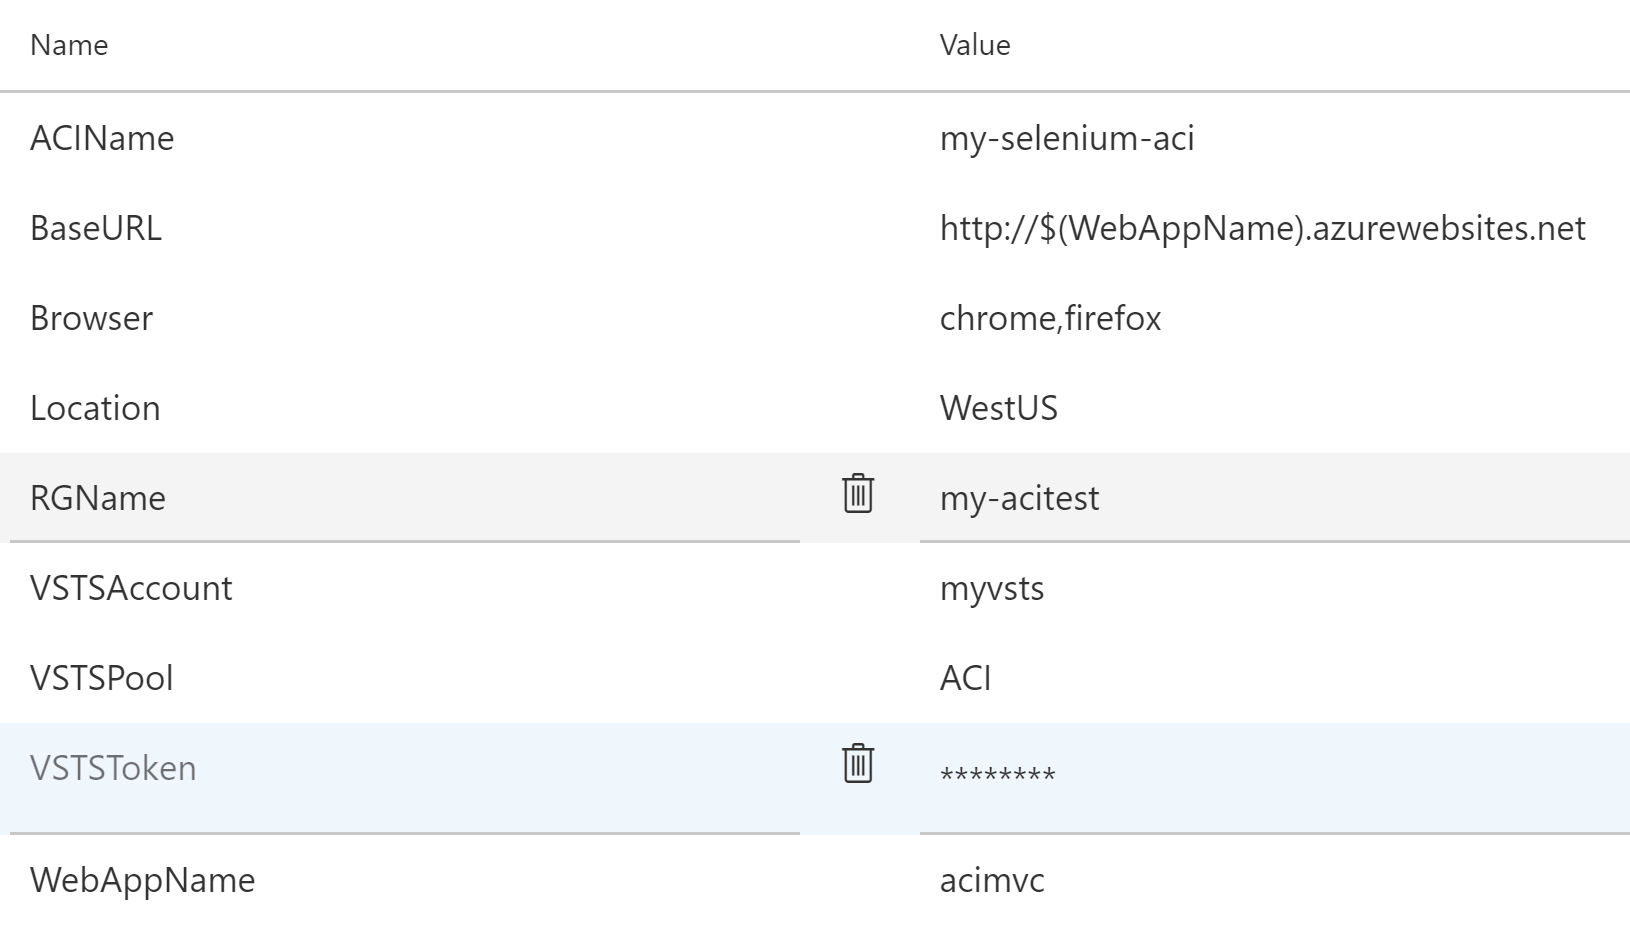 Name Value
ACIName my-selenium-aci
BaseURL http://$(WebAppName).azurewebsites.net
Browser chrome,firefox
Location WestUS
RGName my-acitest
VSTSAccount myvsts
VSTSPool ACI
VSTSToken ********
WebAppName acimvc